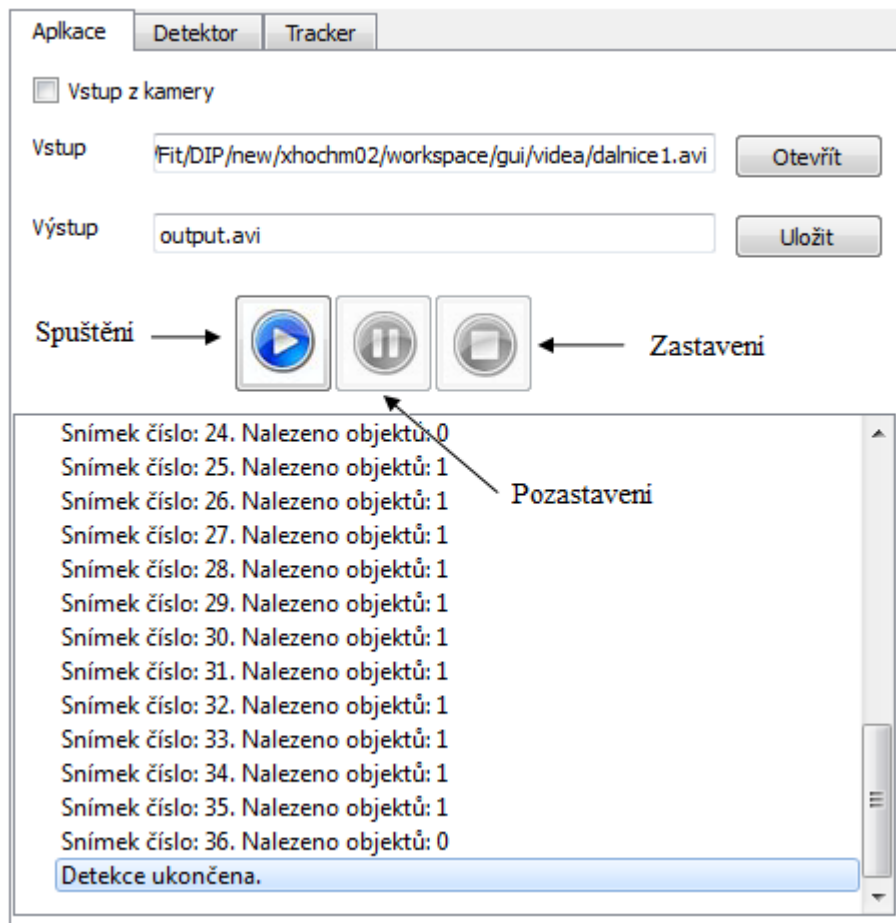 Aplkace Detektor Tracker
Vstup z kamery
Vstup /Fit/DIP/new/xhochm02/workspace/gui/videa/dalnice1.avi Otevřít
Výstup output.avi Uložit
Spuštění Zastavení
Snímek číslo: 24. Nalezeno objektů: 0
Snímek číslo: 25. Nalezeno objektů: 1
Snímek číslo: 26. Nalezeno objektů: 1
Pozastavení
Snímek číslo: 27. Nalezeno objektů: 1
Snímek číslo: 28. Nalezeno objektů: 1
Snímek číslo: 29. Nalezeno objektů: 1
Snímek číslo: 30. Nalezeno objektů: 1
Snímek číslo: 31. Nalezeno objektů: 1
Snímek číslo: 32. Nalezeno objektů: 1
Snímek číslo: 33. Nalezeno objektů: 1
Snímek číslo: 34. Nalezeno objektů: 1
Snímek číslo: 35. Nalezeno objektů: 1
Snímek číslo: 36. Nalezeno objektů: 0
Detekce ukončena.